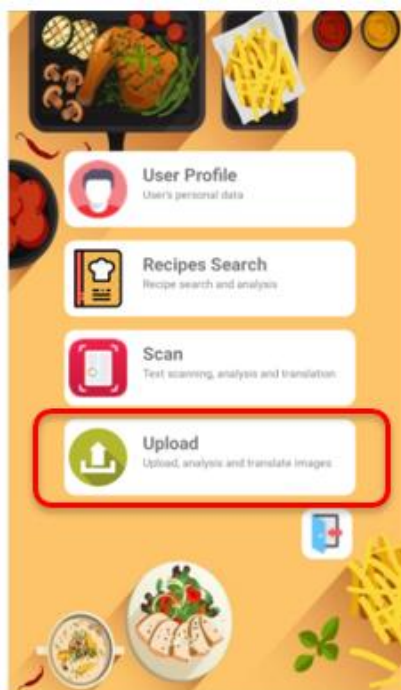 User Profile
User's personal data
Recipes Search
Recipe search and analysis
Scan
Text scanning, analysis and translation
Upload
Upload, analysis and translate images